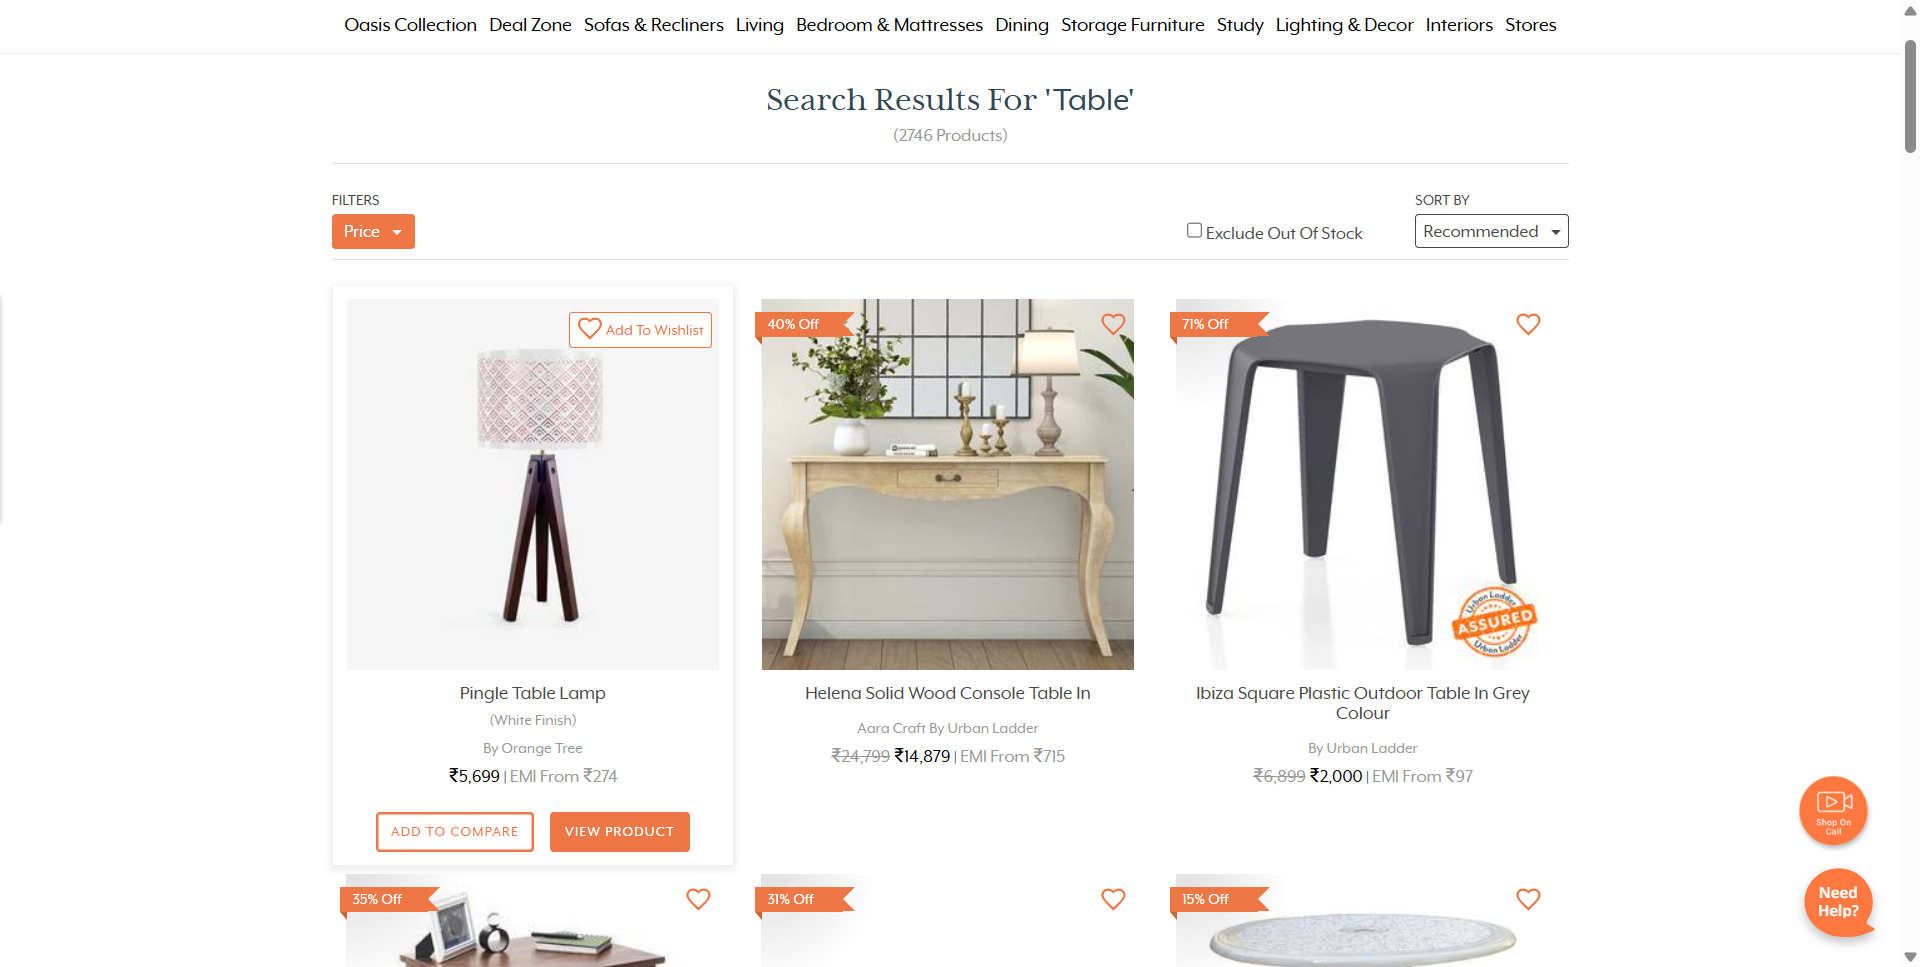 Oasis Collection Deal Zone Sofas & Recliners Living Bedroom & Mattresses Dining Storage Furniture Study Lighting & Decor Interiors Stores
Search Results For 'Table'
(2746 Products)
FILTERS
Price
Exclude Out Of Stock
SORT BY
Recommended
Add To Wishlist
Pingle Table Lamp
(White Finish)
By Orange Tree
₹5,699 | EMI From ₹274
ADD TO COMPARE
VIEW PRODUCT
40% Off
Helena Solid Wood Console Table In
Aara Craft By Urban Ladder
₹24,799 ₹14,879 | EMI From ₹715
71% Off
Urban Ladder
ASSURED
Urban Ladder
Ibiza Square Plastic Outdoor Table In Grey
Colour
By Urban Ladder
₹6,899 ₹2,000 | EMI From ₹97
Shop On
Call
Need
Help?
35% Off
31% Off
15% Off